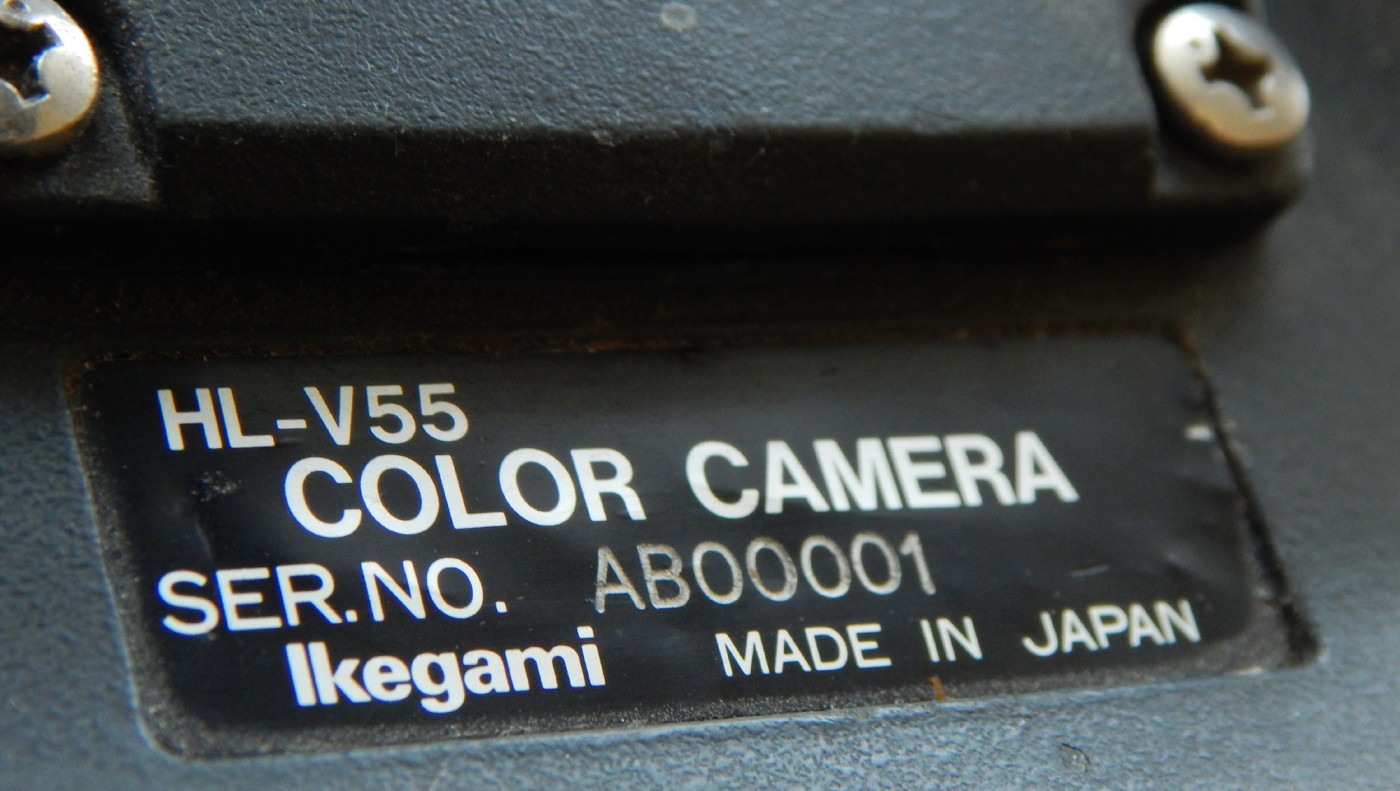 HL-V55
COLOR CAMERA
SER.NO. AB00001
Ikegami MADE IN JAPAN